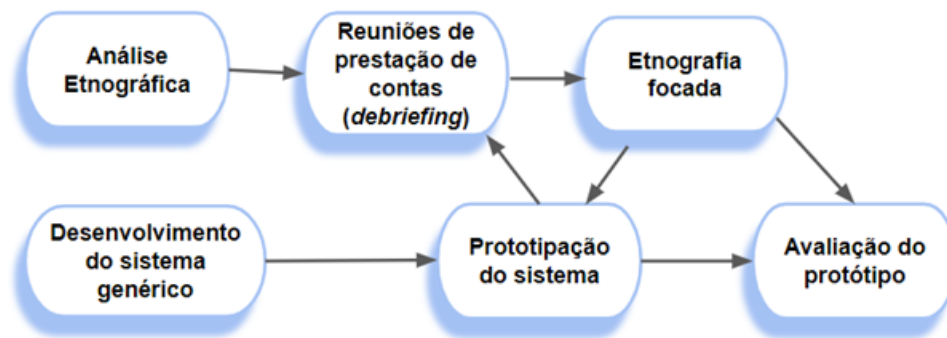 Análise
Etnográfica
Reuniões de
prestação de
contas
(debriefing)
Etnografia
focada
Desenvolvimento
do sistema
genérico
Prototipação
do sistema
Avaliação do
protótipo